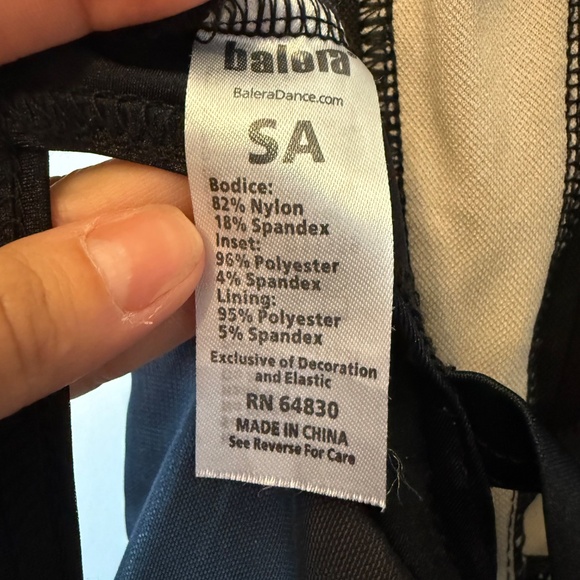 balera
BaleraDance.com
SA
Bodice:
82% Nylon
18% Spandex
Inset:
96% Polyester
4% Spandex
Lining:
95% Polyester
5% Spandex
Exclusive of Decoration
and Elastic
RN 64830
MADE IN CHINA
See Reverse For Care